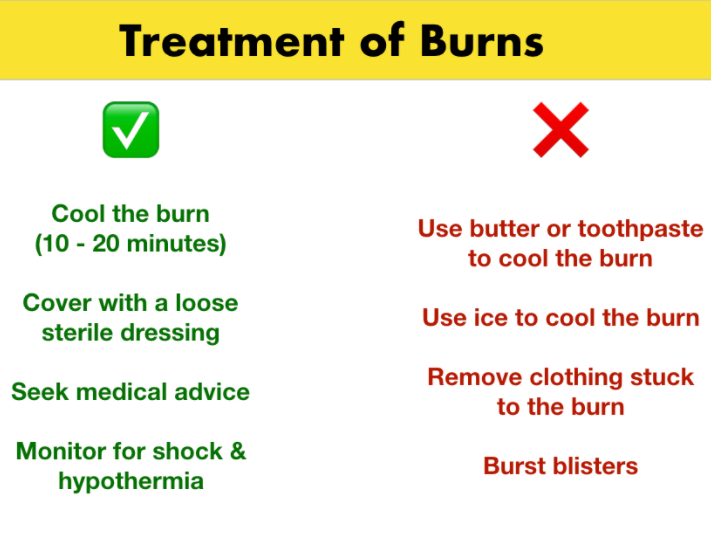 Treatment of Burns
Cool the burn
(10 - 20 minutes)
Cover with a loose
sterile dressing
Seek medical advice
Monitor for shock &
hypothermia
Use butter or toothpaste
to cool the burn
Use ice to cool the burn
Remove clothing stuck
to the burn
Burst blisters